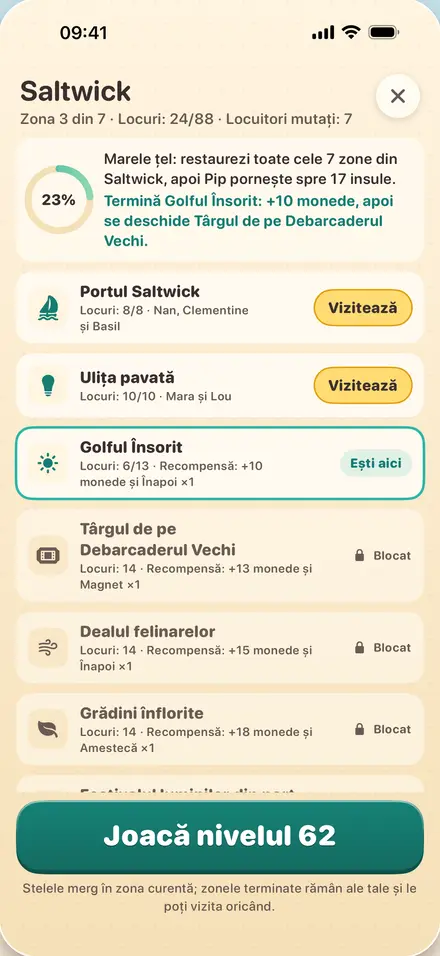 09:41
Saltwick
Zona 3 din 7 · Locuri: 24/88 · Locuitori mutați: 7
23%
Marele țel: restaurezi toate cele 7 zone din
Saltwick, apoi Pip pornește spre 17 insule.
Termină Golful Însorit: +10 monede, apoi
se deschide Târgul de pe Debarcaderul
Vechi.
Portul Saltwick
Locuri: 8/8 · Nan, Clementine
și Basil
Vizitează
Ulița pavată
Locuri: 10/10 · Mara și Lou
Vizitează
Golful Însorit
Locuri: 6/13 · Recompensă: +10
monede și Înapoi ×1
Ești aici
Târgul de pe
Debarcaderul Vechi
Locuri: 14 · Recompensă: +13 monede și
Magnet ×1
Blocat
Dealul felinarelor
Locuri: 14 · Recompensă: +15 monede și
Înapoi ×1
Blocat
Grădini înflorite
Locuri: 14 · Recompensă: +18 monede și
Amestecă ×1
Blocat
Festivalul luminilor din port
Joacă nivelul 62
Stelele merg în zona curentă; zonele terminate rămân ale tale și le
poți vizita oricând.